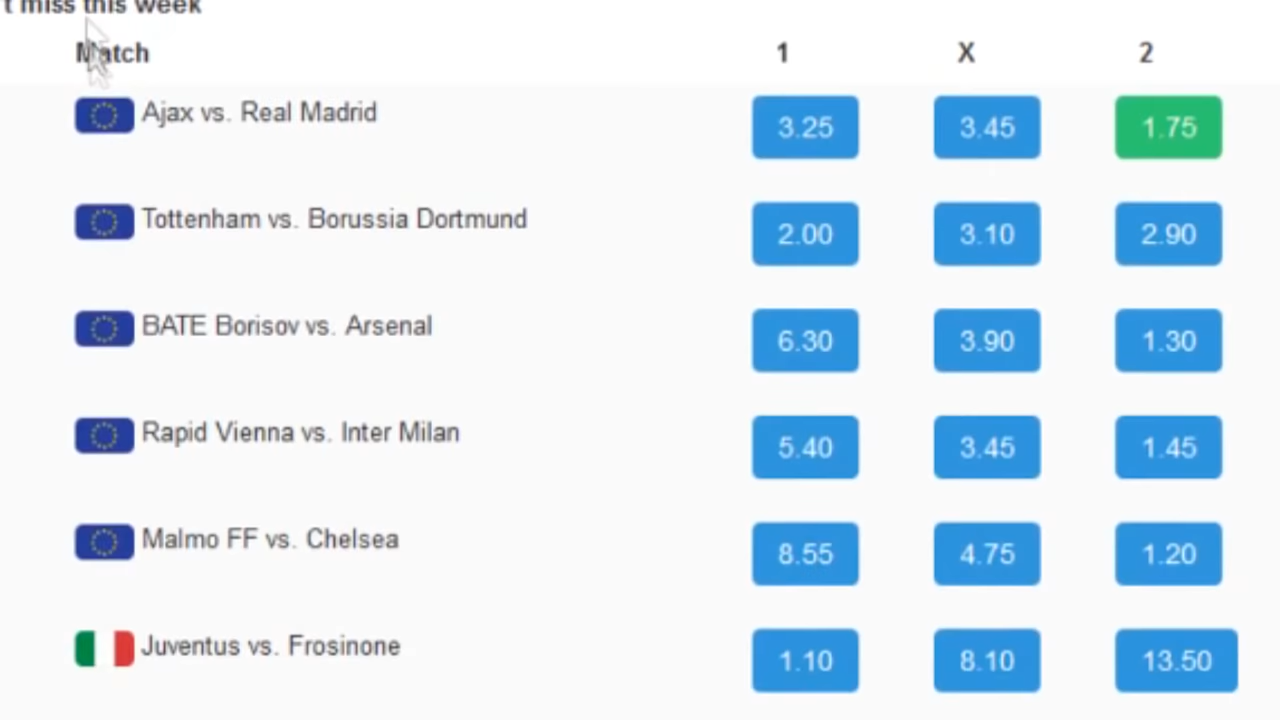 t miss this week
Match 1 X 2
Ajax vs. Real Madrid 3.25 3.45 1.75
Tottenham vs. Borussia Dortmund 2.00 3.10 2.90
BATE Borisov vs. Arsenal 6.30 3.90 1.30
Rapid Vienna vs. Inter Milan 5.40 3.45 1.45
Malmo FF vs. Chelsea 8.55 4.75 1.20
Juventus vs. Frosinone 1.10 8.10 13.50